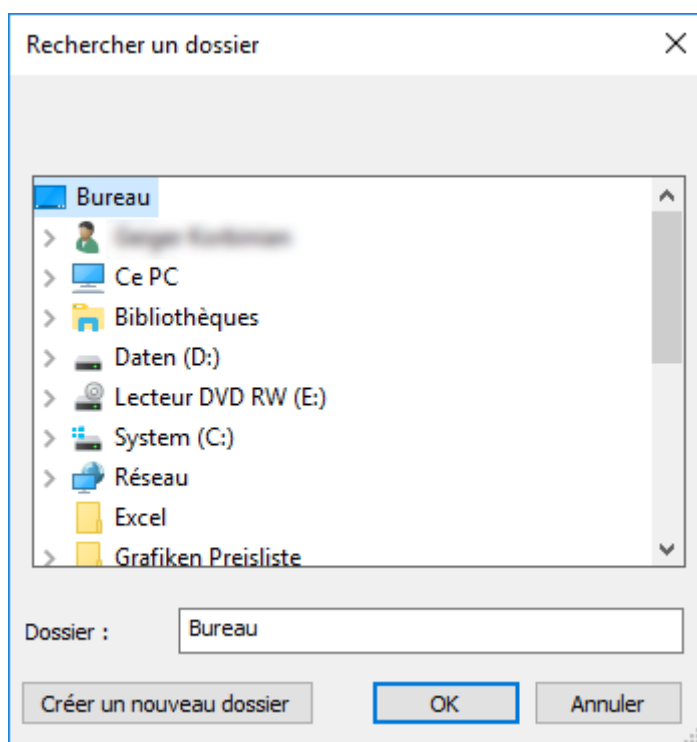 Rechercher un dossier
Bureau
Ce PC
Bibliothèques
Daten (D:)
Lecteur DVD RW (E:)
System (C:)
Réseau
Excel
Grafiken Preisliste
Dossier : Bureau
Créer un nouveau dossier OK Annuler